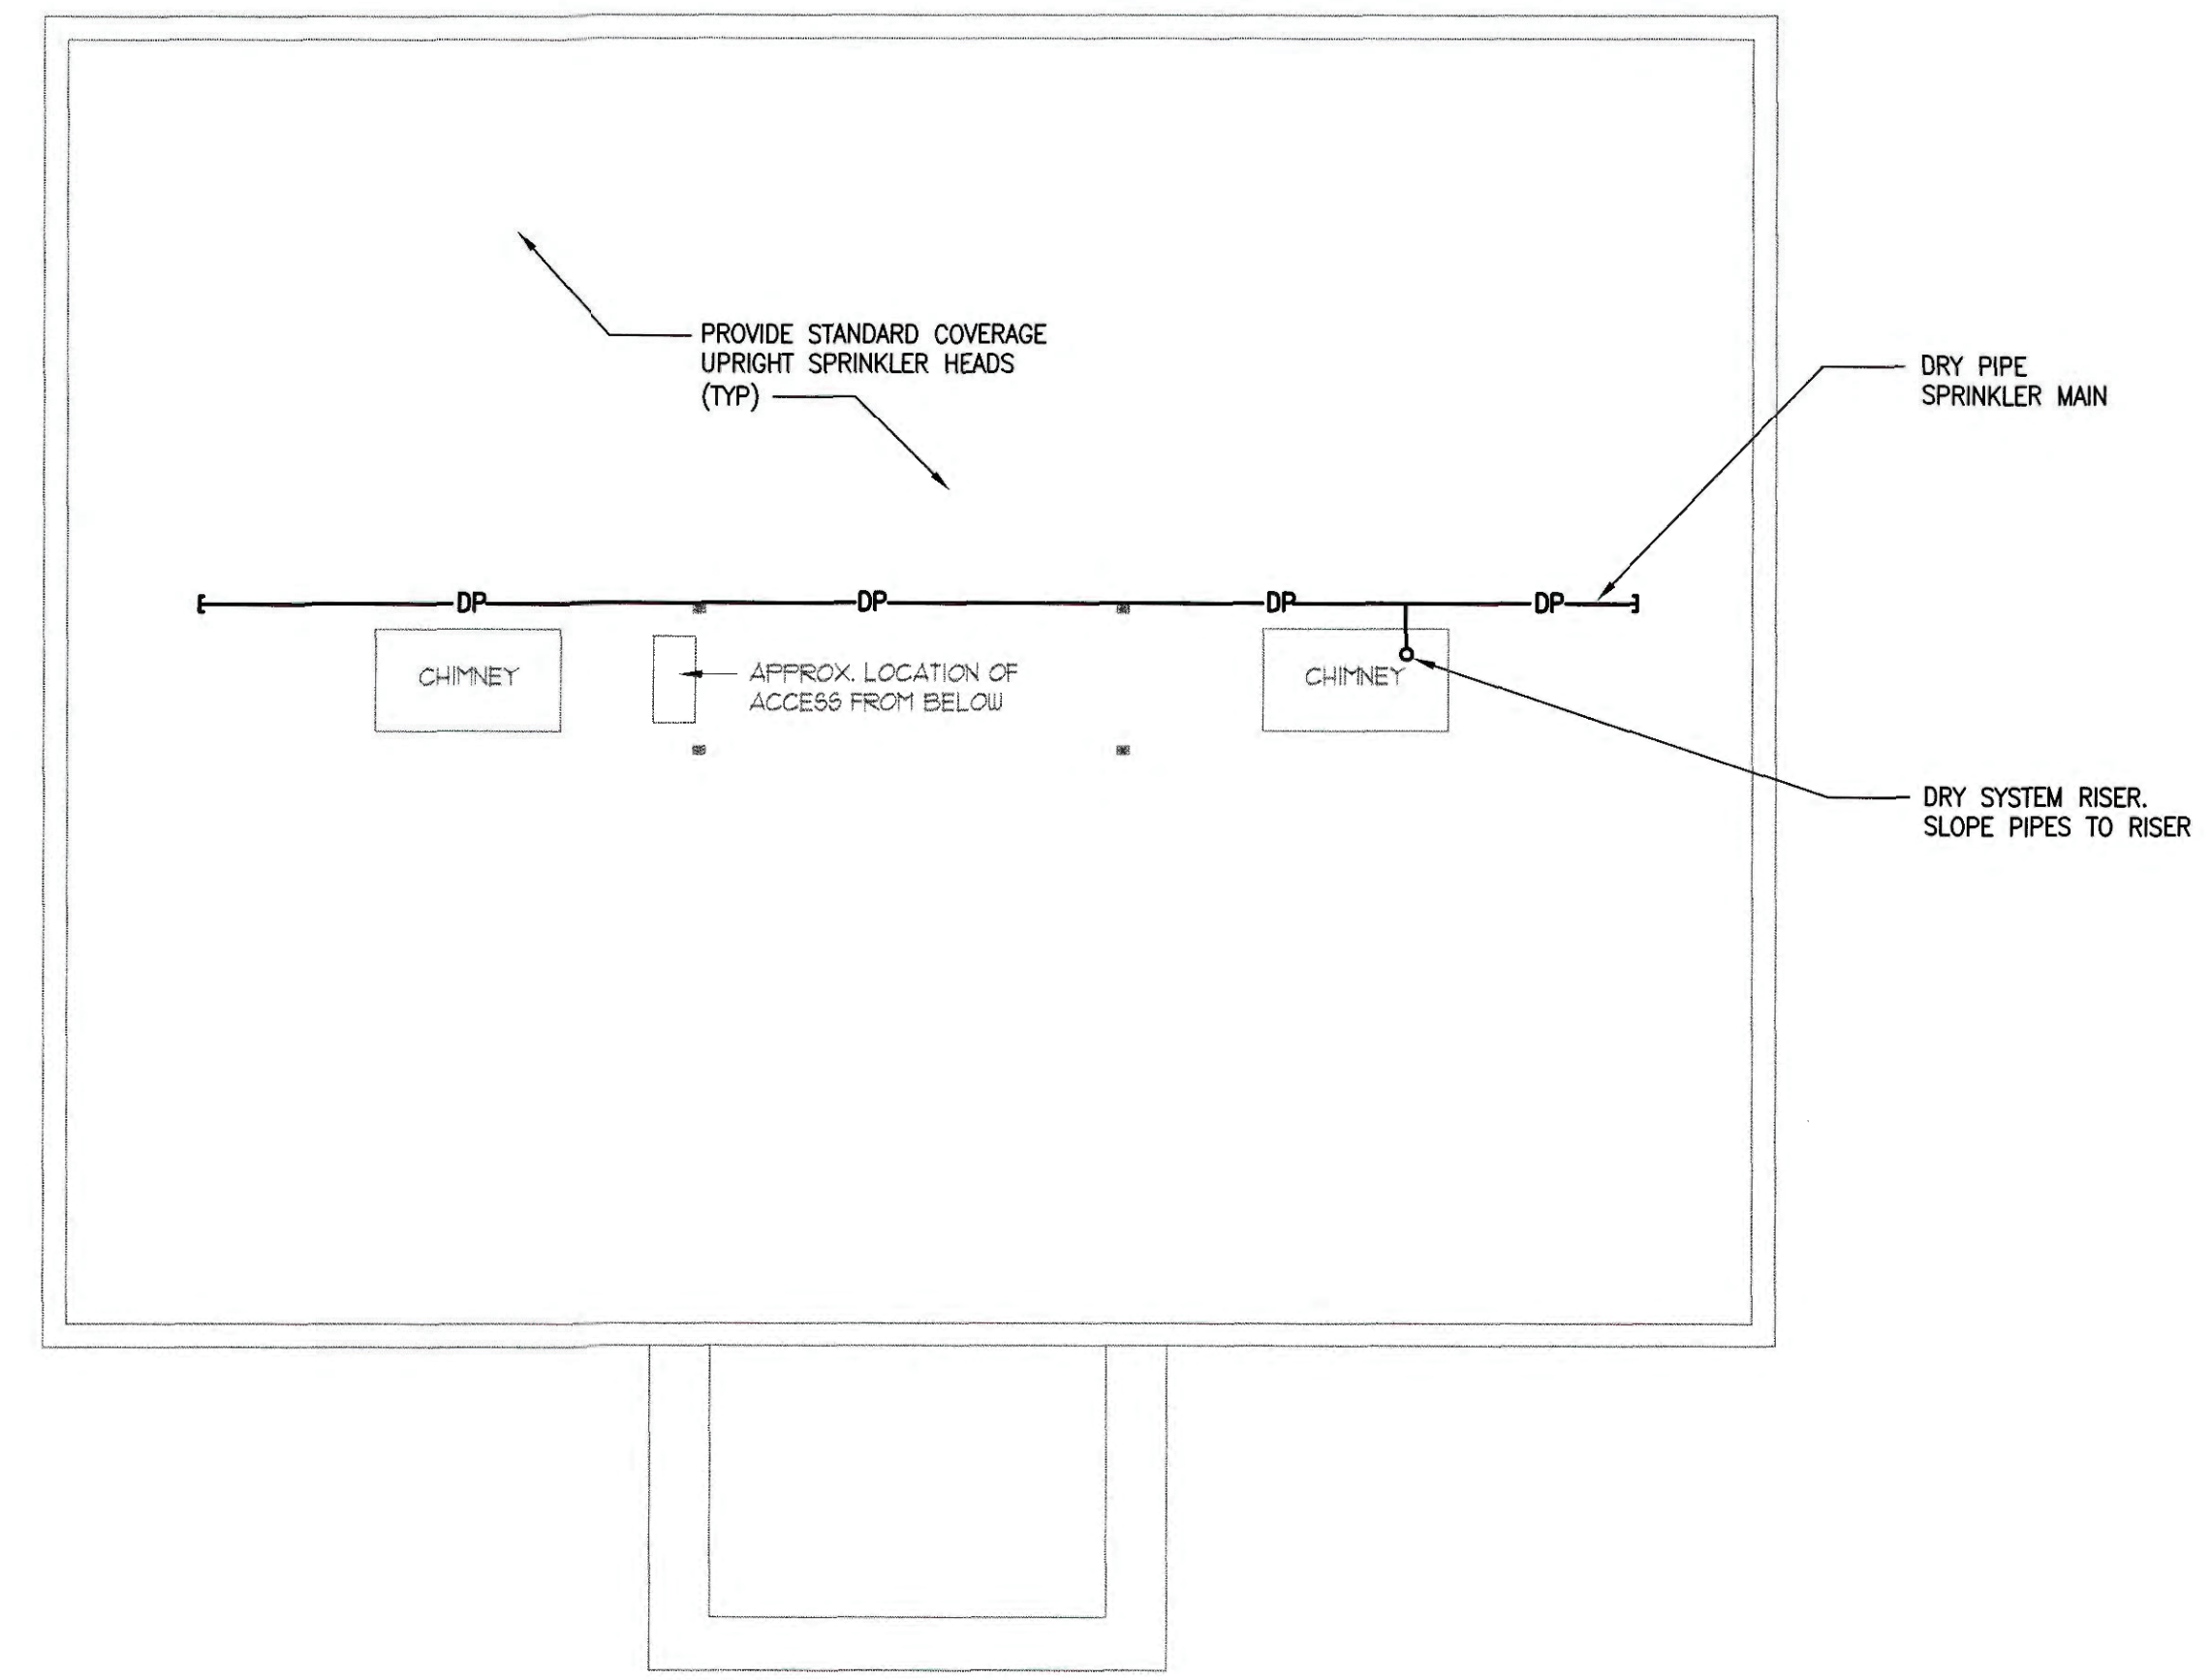 PROVIDE STANDARD COVERAGE
UPRIGHT SPRINKLER HEADS
(TYP)
DRY PIPE
SPRINKLER MAIN
DP
DP
DP
DP
CHIMNEY
APPROX. LOCATION OF
ACCESS FROM BELOW
CHIMNEY
DRY SYSTEM RISER.
SLOPE PIPES TO RISER